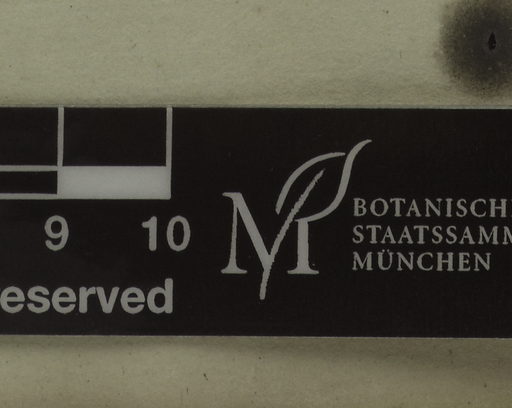 9 10
eserved
BOTANISCH
STAATSSAMM
MÜNCHEN